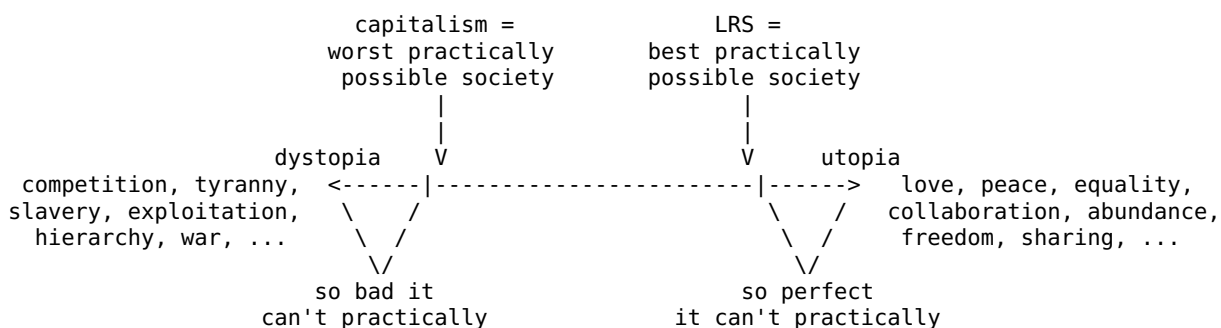 capitalism =                LRS =
worst practically       best practically
possible society       possible society
|                       |
|                       |
dystopia    V                       V     utopia
competition, tyranny,  <------|------------------------|------>   love, peace, equality,
slavery, exploitation,   \    /                          \    /   collaboration, abundance,
hierarchy, war, ...     \  /                            \  /    freedom, sharing, ...
\/                              \/
so bad it                       so perfect
can't practically              it can't practically